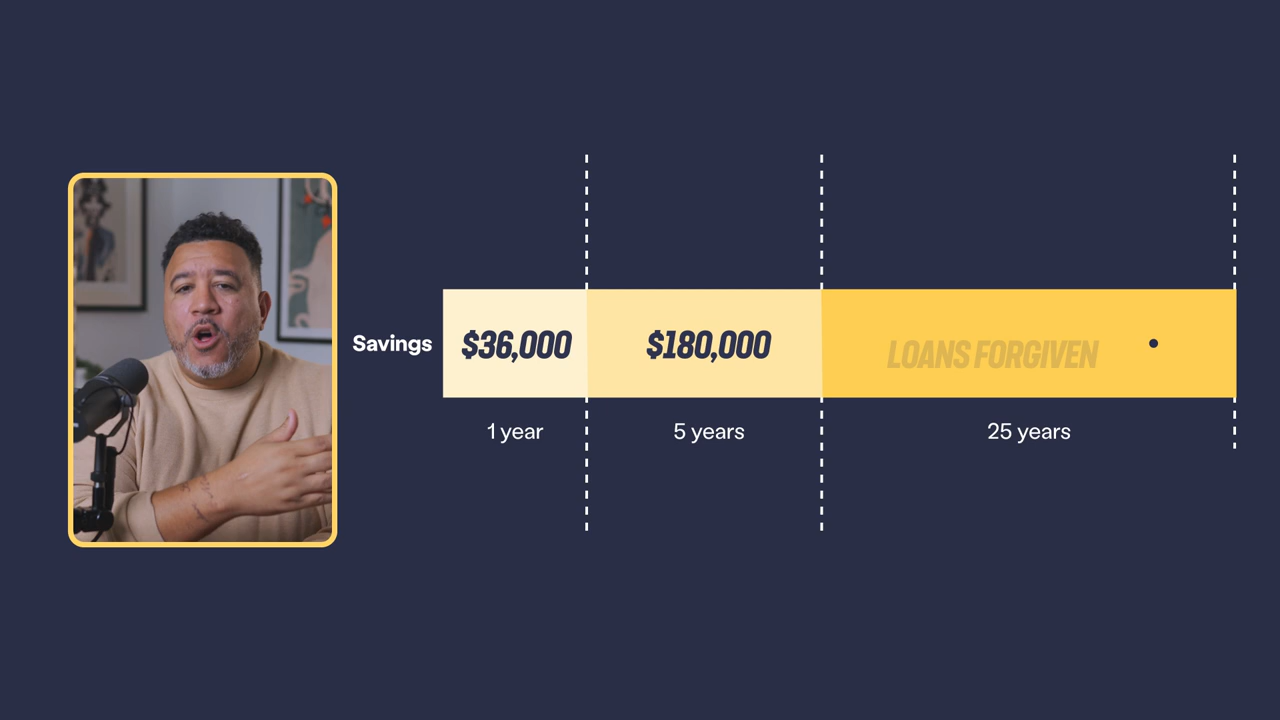 Savings
$36,000
$180,000
LOANS FORGIVEN
1 year
5 years
25 years